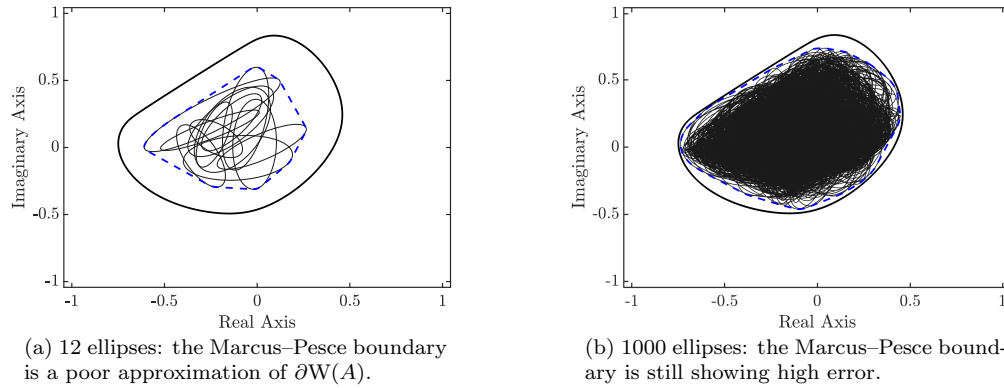 1
0.5
0
-0.5
-1
-1
-0.5
0
0.5
1
Imaginary Axis
Real Axis
(a) 12 ellipses: the Marcus–Pesce boundary
is a poor approximation of ∂W(A).
1
0.5
0
-0.5
-1
-1
-0.5
0
0.5
1
Imaginary Axis
Real Axis
(b) 1000 ellipses: the Marcus–Pesce bound-
ary is still showing high error.